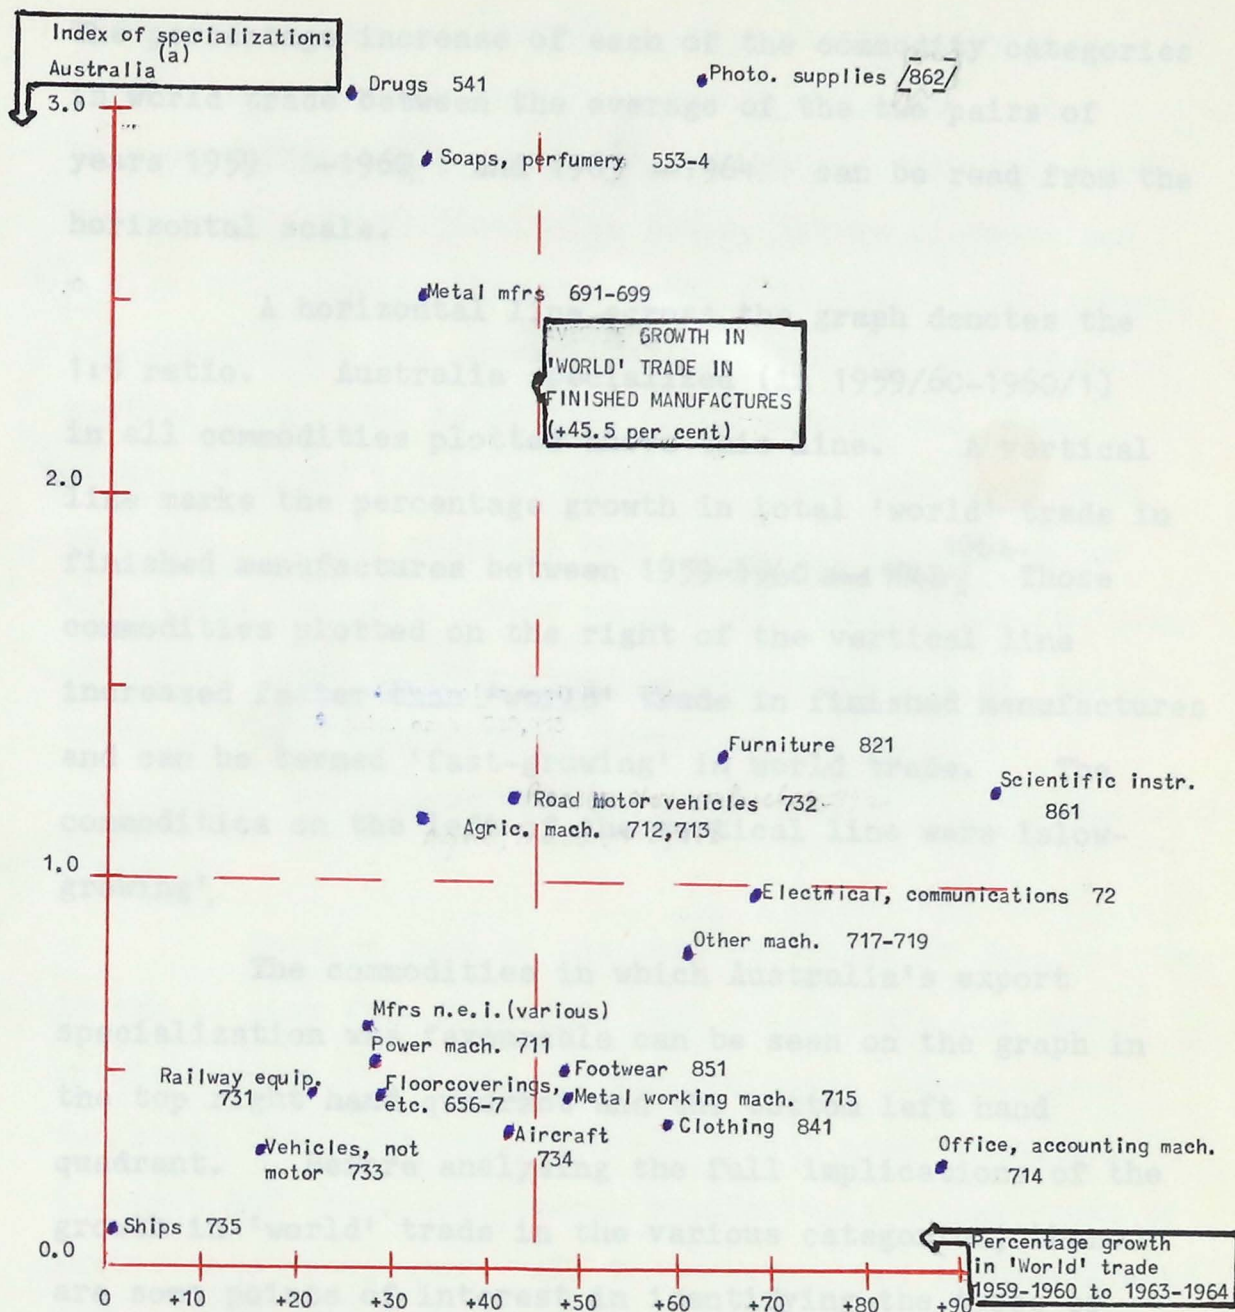 Index of specialization:
(a)
Australia
Drugs 541
Photo. supplies /862/
3.0
Soaps, perfumery 553-4
Metal mfrs 691-699
GROWTH IN
'WORLD' TRADE IN
FINISHED MANUFACTURES
(+45.5 per cent)
2.0
Furniture 821
Scientific instr.
861
Road motor vehicles 732
Agric. mach. 712,713
1.0
Electrical, communications 72
Other mach. 717-719
Mfrs n.e.i.(various)
Power mach. 711
Footwear 851
Railway equip.
731
Floorcoverings,
etc. 656-7
Metal working mach. 715
Clothing 841
Aircraft
734
Vehicles, not
motor 733
Office, accounting mach.
714
Ships 735
0.0
Percentage growth
in 'World' trade
1959-1960 to 1963-1964
0 +10 +20 +30 +40 +50 +60 +70 +80 +90